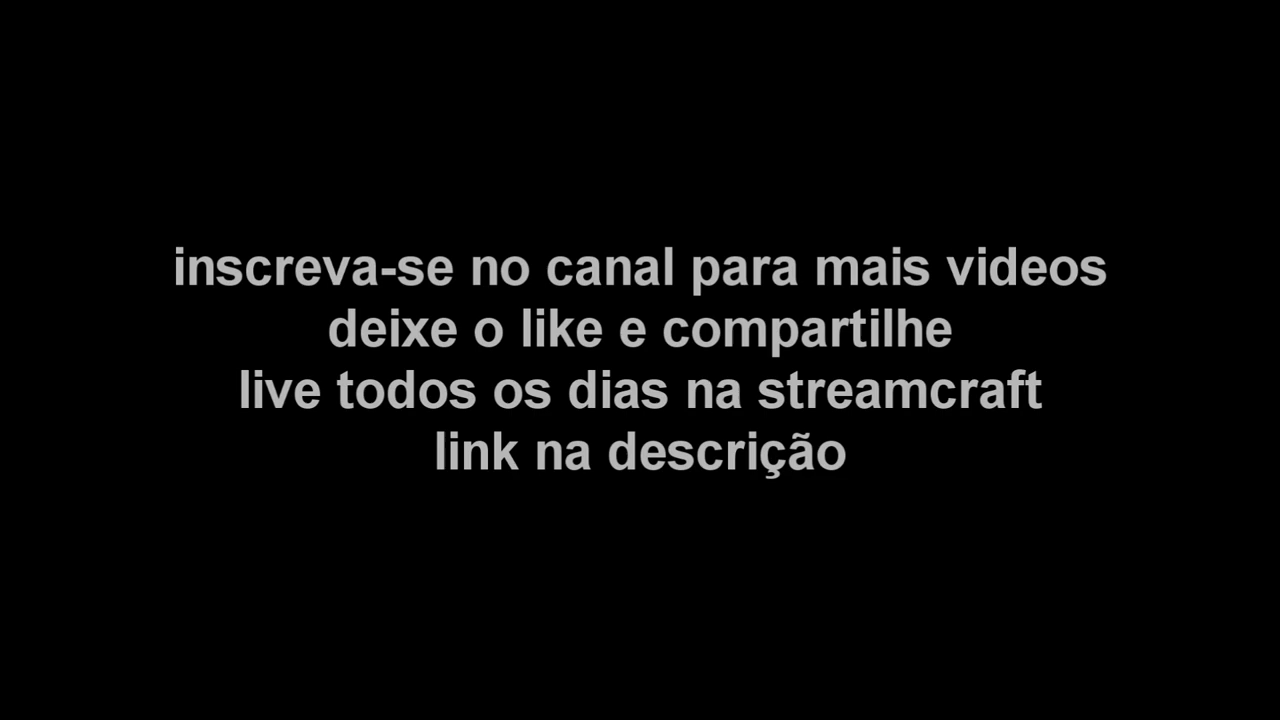 inscreva-se no canal para mais videos
deixe o like e compartilhe
live todos os dias na streamcraft
link na descrição